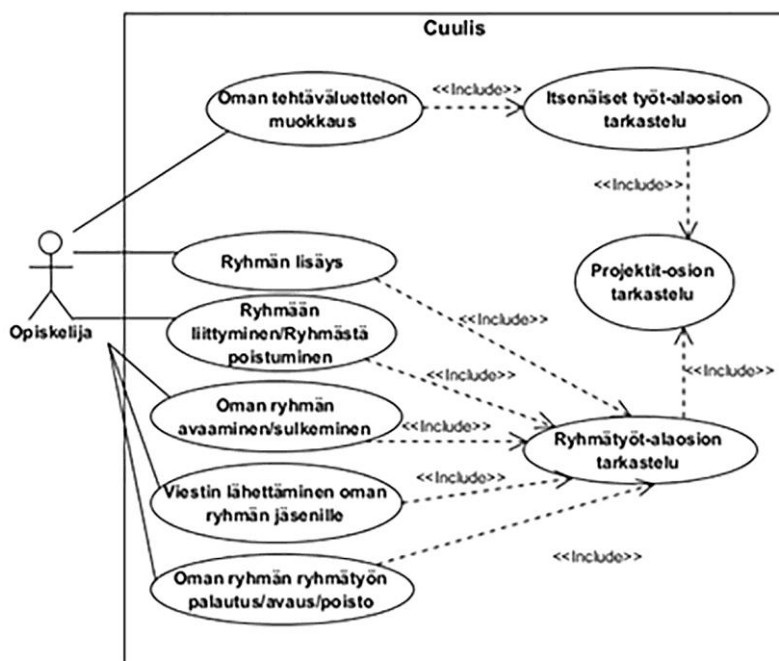 Cuulis
Oman tehtäväluettelon
muokkaus
<<Include>>
Itsenäiset työt-alaosion
tarkastelu
<<Include>>
Ryhmän lisäys
Projektit-osion
tarkastelu
Opiskelija
Ryhmään
liittyminen/Ryhmästä
poistuminen
<<Include>>
<<Include>>
<<Include>>
Oman ryhmän
avaaminen/sulkeminen
<<Include>>
Ryhmätyöt-alaosion
tarkastelu
Viestin lähettäminen oman
ryhmän jäsenille
<<Include>>
Oman ryhmän ryhmätyön
palautus/avaus/poisto
<<Include>>